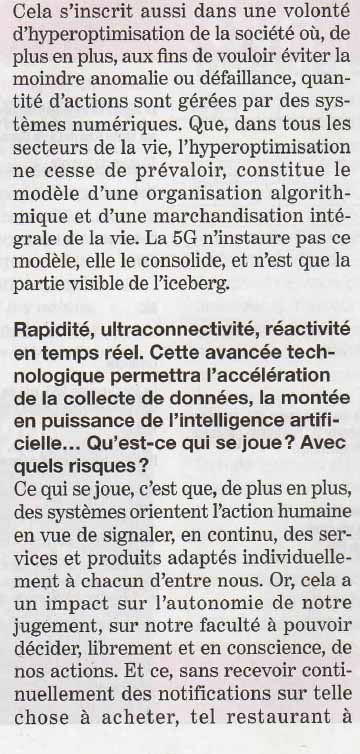 Cela s'inscrit aussi dans une volonté
d'hyperoptimisation de la société où, de
plus en plus, aux fins de vouloir éviter la
moindre anomalie ou défaillance, quan-
tité d'actions sont gérées par des sys-
tèmes numériques. Que, dans tous les
secteurs de la vie, l'hyperoptimisation
ne cesse de prévaloir, constitue le
modèle d'une organisation algorith-
mique et d'une marchandisation inté-
grale de la vie. La 5G n'instaure pas ce
modèle, elle le consolide, et n'est que la
partie visible de l'iceberg.
Rapidité, ultraconnectivité, réactivité
en temps réel. Cette avancée tech-
nologique permettra l'accélération
de la collecte de données, la montée
en puissance de l'intelligence artifi-
cielle... Qu'est-ce qui se joue ? Avec
quels risques ?
Ce qui se joue, c'est que, de plus en plus,
des systèmes orientent l'action humaine
en vue de signaler, en continu, des ser-
vices et produits adaptés individuelle-
ment à chacun d'entre nous. Or, cela a
un impact sur l'autonomie de notre
jugement, sur notre faculté à pouvoir
décider, librement et en conscience, de
nos actions. Et ce, sans recevoir conti-
nuellement des notifications sur telle
chose à acheter, tel restaurant à